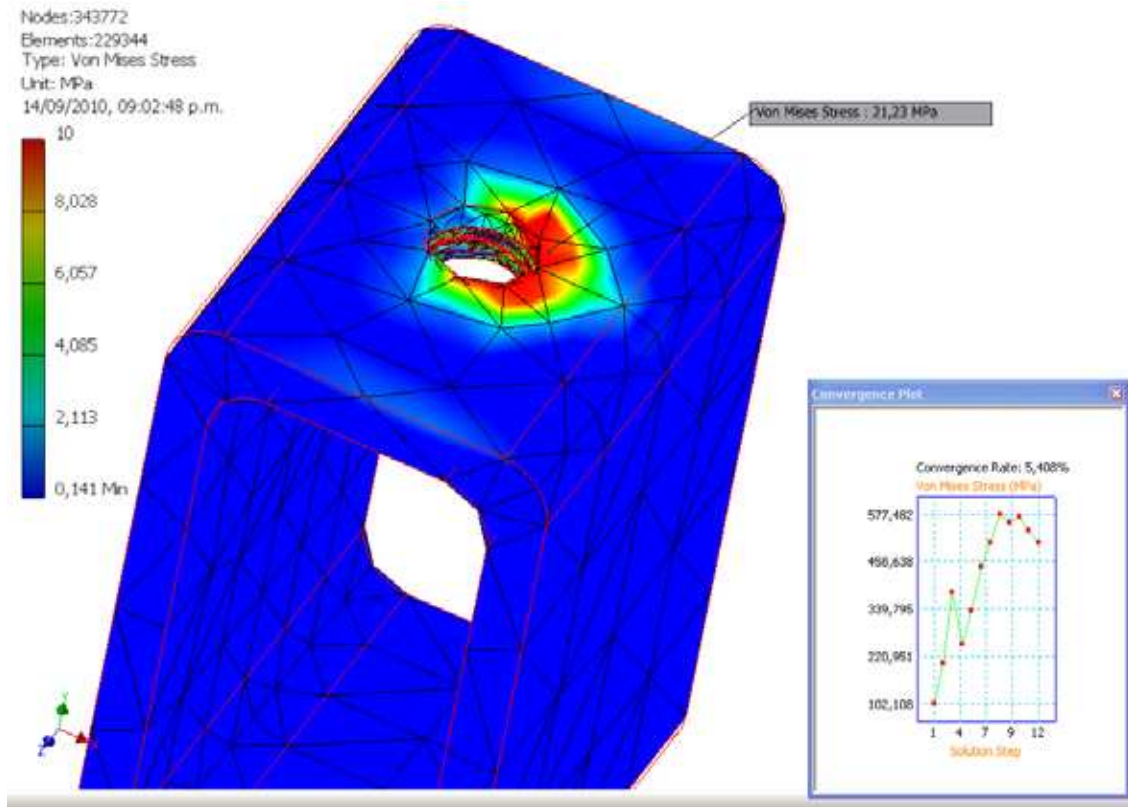 Nodes:343772
Elements:229344
Type: Von Mises Stress
Unit: MPa
14/09/2010, 09:02:48 p.m.
10
8,028
6,057
4,085
2,113
0,141 Min
Von Mises Stress : 21,23 MPa
Convergence Plot
Convergence Rate: 5,408%
Von Mises Stress (MPa)
577,482
458,638
339,795
220,951
102,108
1 4 7 9 12
Solution Step
Y
X
Z